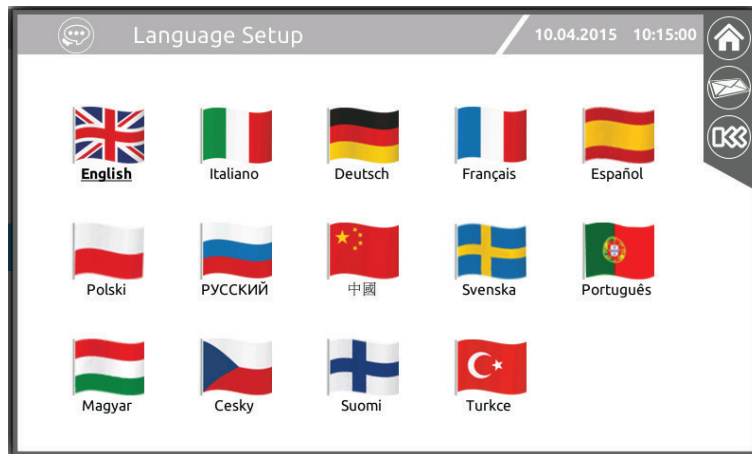 Language Setup
10.04.2015 10:15:00
English Italiano Deutsch Français Español
Polski РУССКИЙ 中國 Svenska Português
Magyar Cesky Suomi Turkce